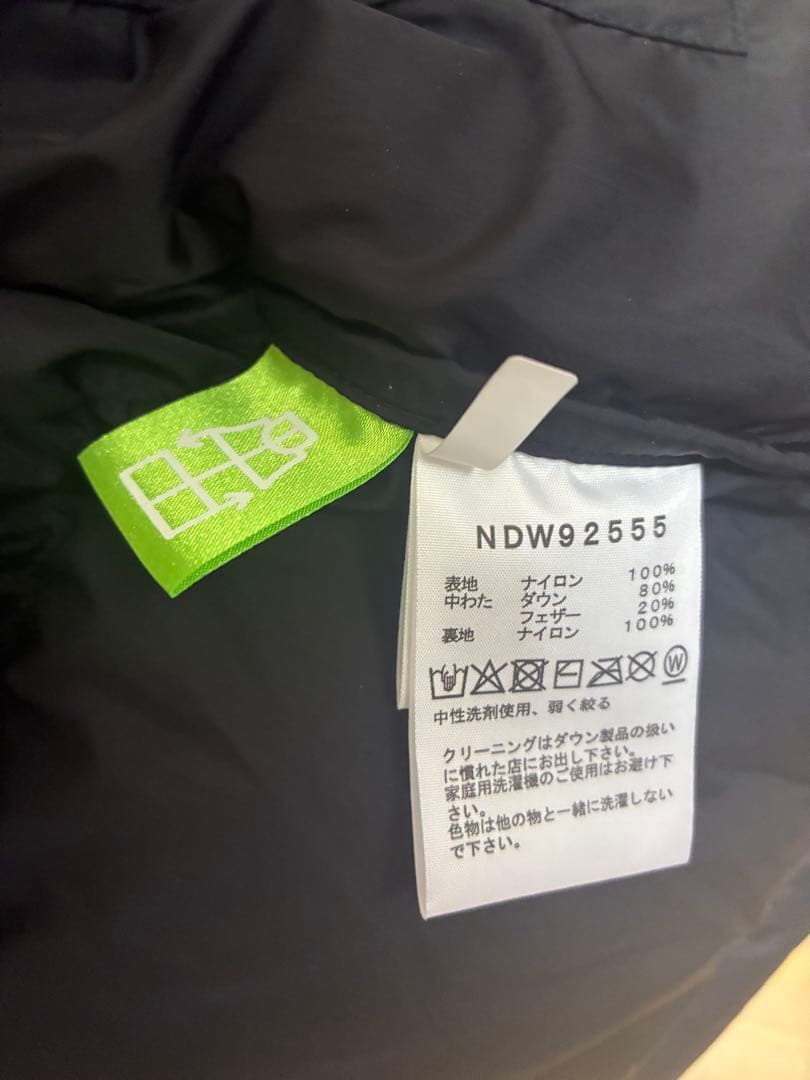 NDW92555
表地 ナイロン 100%
中わた ダウン 80%
フェザー 20%
裏地 ナイロン 100%
W
中性洗剤使用、弱く絞る
クリーニングはダウン製品の扱い
に慣れた店にお出し下さい。
家庭用洗濯機のご使用はお避け下
さい。
色物は他の物と一緒に洗濯しない
で下さい。